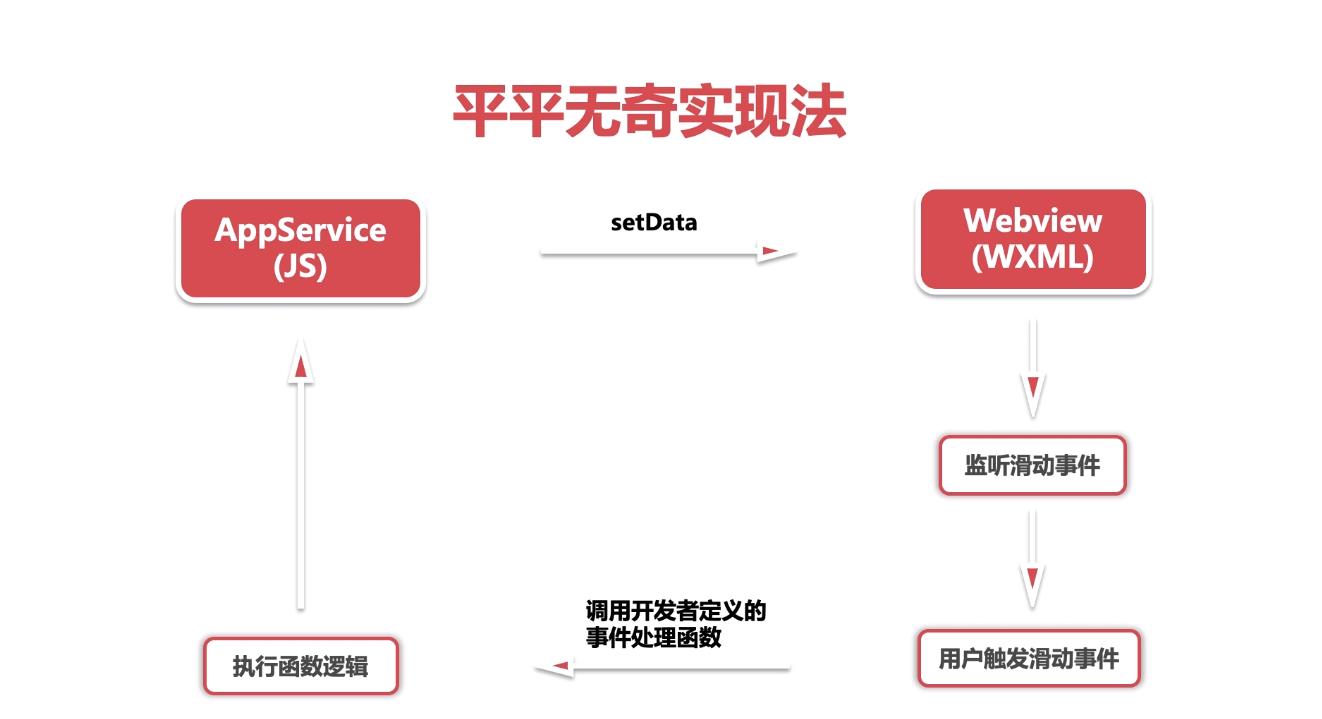 平平无奇实现法
AppService
(JS)
setData
Webview
(WXML)
监听滑动事件
用户触发滑动事件
调用开发者定义的
事件处理函数
执行函数逻辑